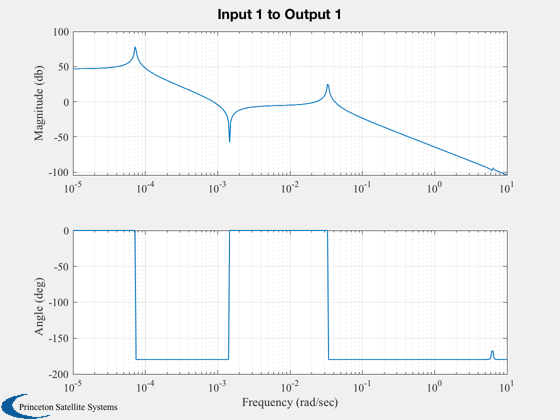 Input 1 to Output 1
Magnitude (db)
100
50
0
-50
-100
10^-5 10^-4 10^-3 10^-2 10^-1 10^0 10^1
Angle (deg)
0
-50
-100
-150
-200
10^-5 10^-4 10^-3 10^-2 10^-1 10^0 10^1
Frequency (rad/sec)
Princeton Satellite Systems